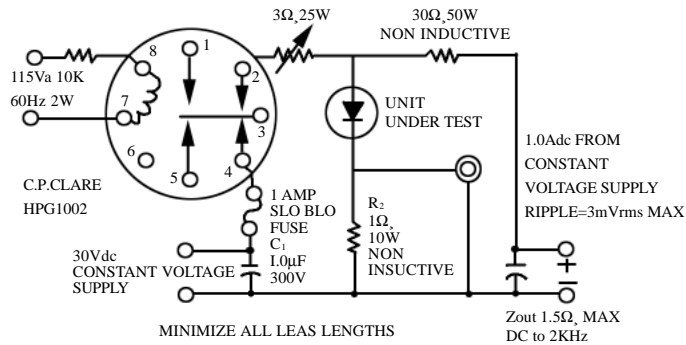 3Ω, 25W
30Ω, 50W
NON INDUCTIVE
115Va 10K
60Hz 2W
8
1
2
7
3
6
5
4
UNIT
UNDER TEST
1.0Adc FROM
CONSTANT
VOLTAGE SUPPLY
RIPPLE=3mVrms MAX
C.P.CLARE
HPG1002
1 AMP
SLO BLO
FUSE
C1
I.0µF
300V
R2
1Ω,
10W
NON
INSUCTIVE
30Vdc
CONSTANT VOLTAGE
SUPPLY
+
–
MINIMIZE ALL LEAS LENGTHS
Zout 1.5Ω, MAX
DC to 2KHz